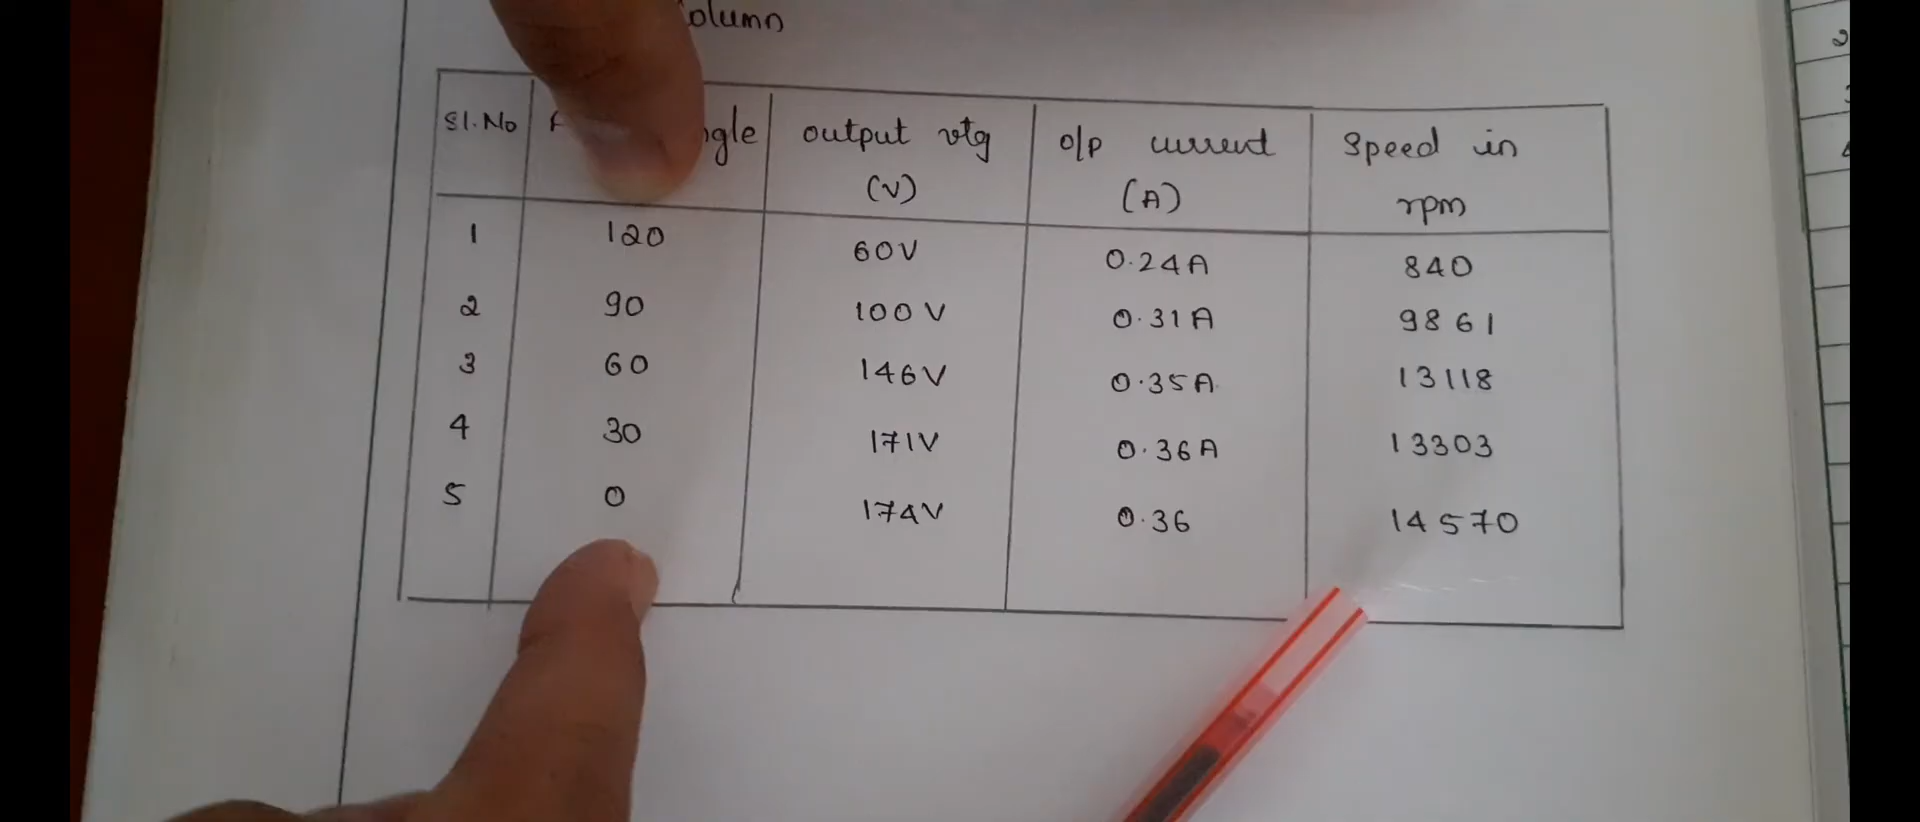 olumn
Sl.No ngle output vtg o/p current Speed in
(V) (A) rpm
1 120 60V 0.24A 840
2 90 100V 0.31A 9861
3 60 146V 0.35A 13118
4 30 171V 0.36A 13303
5 0 174V 0.36 14570